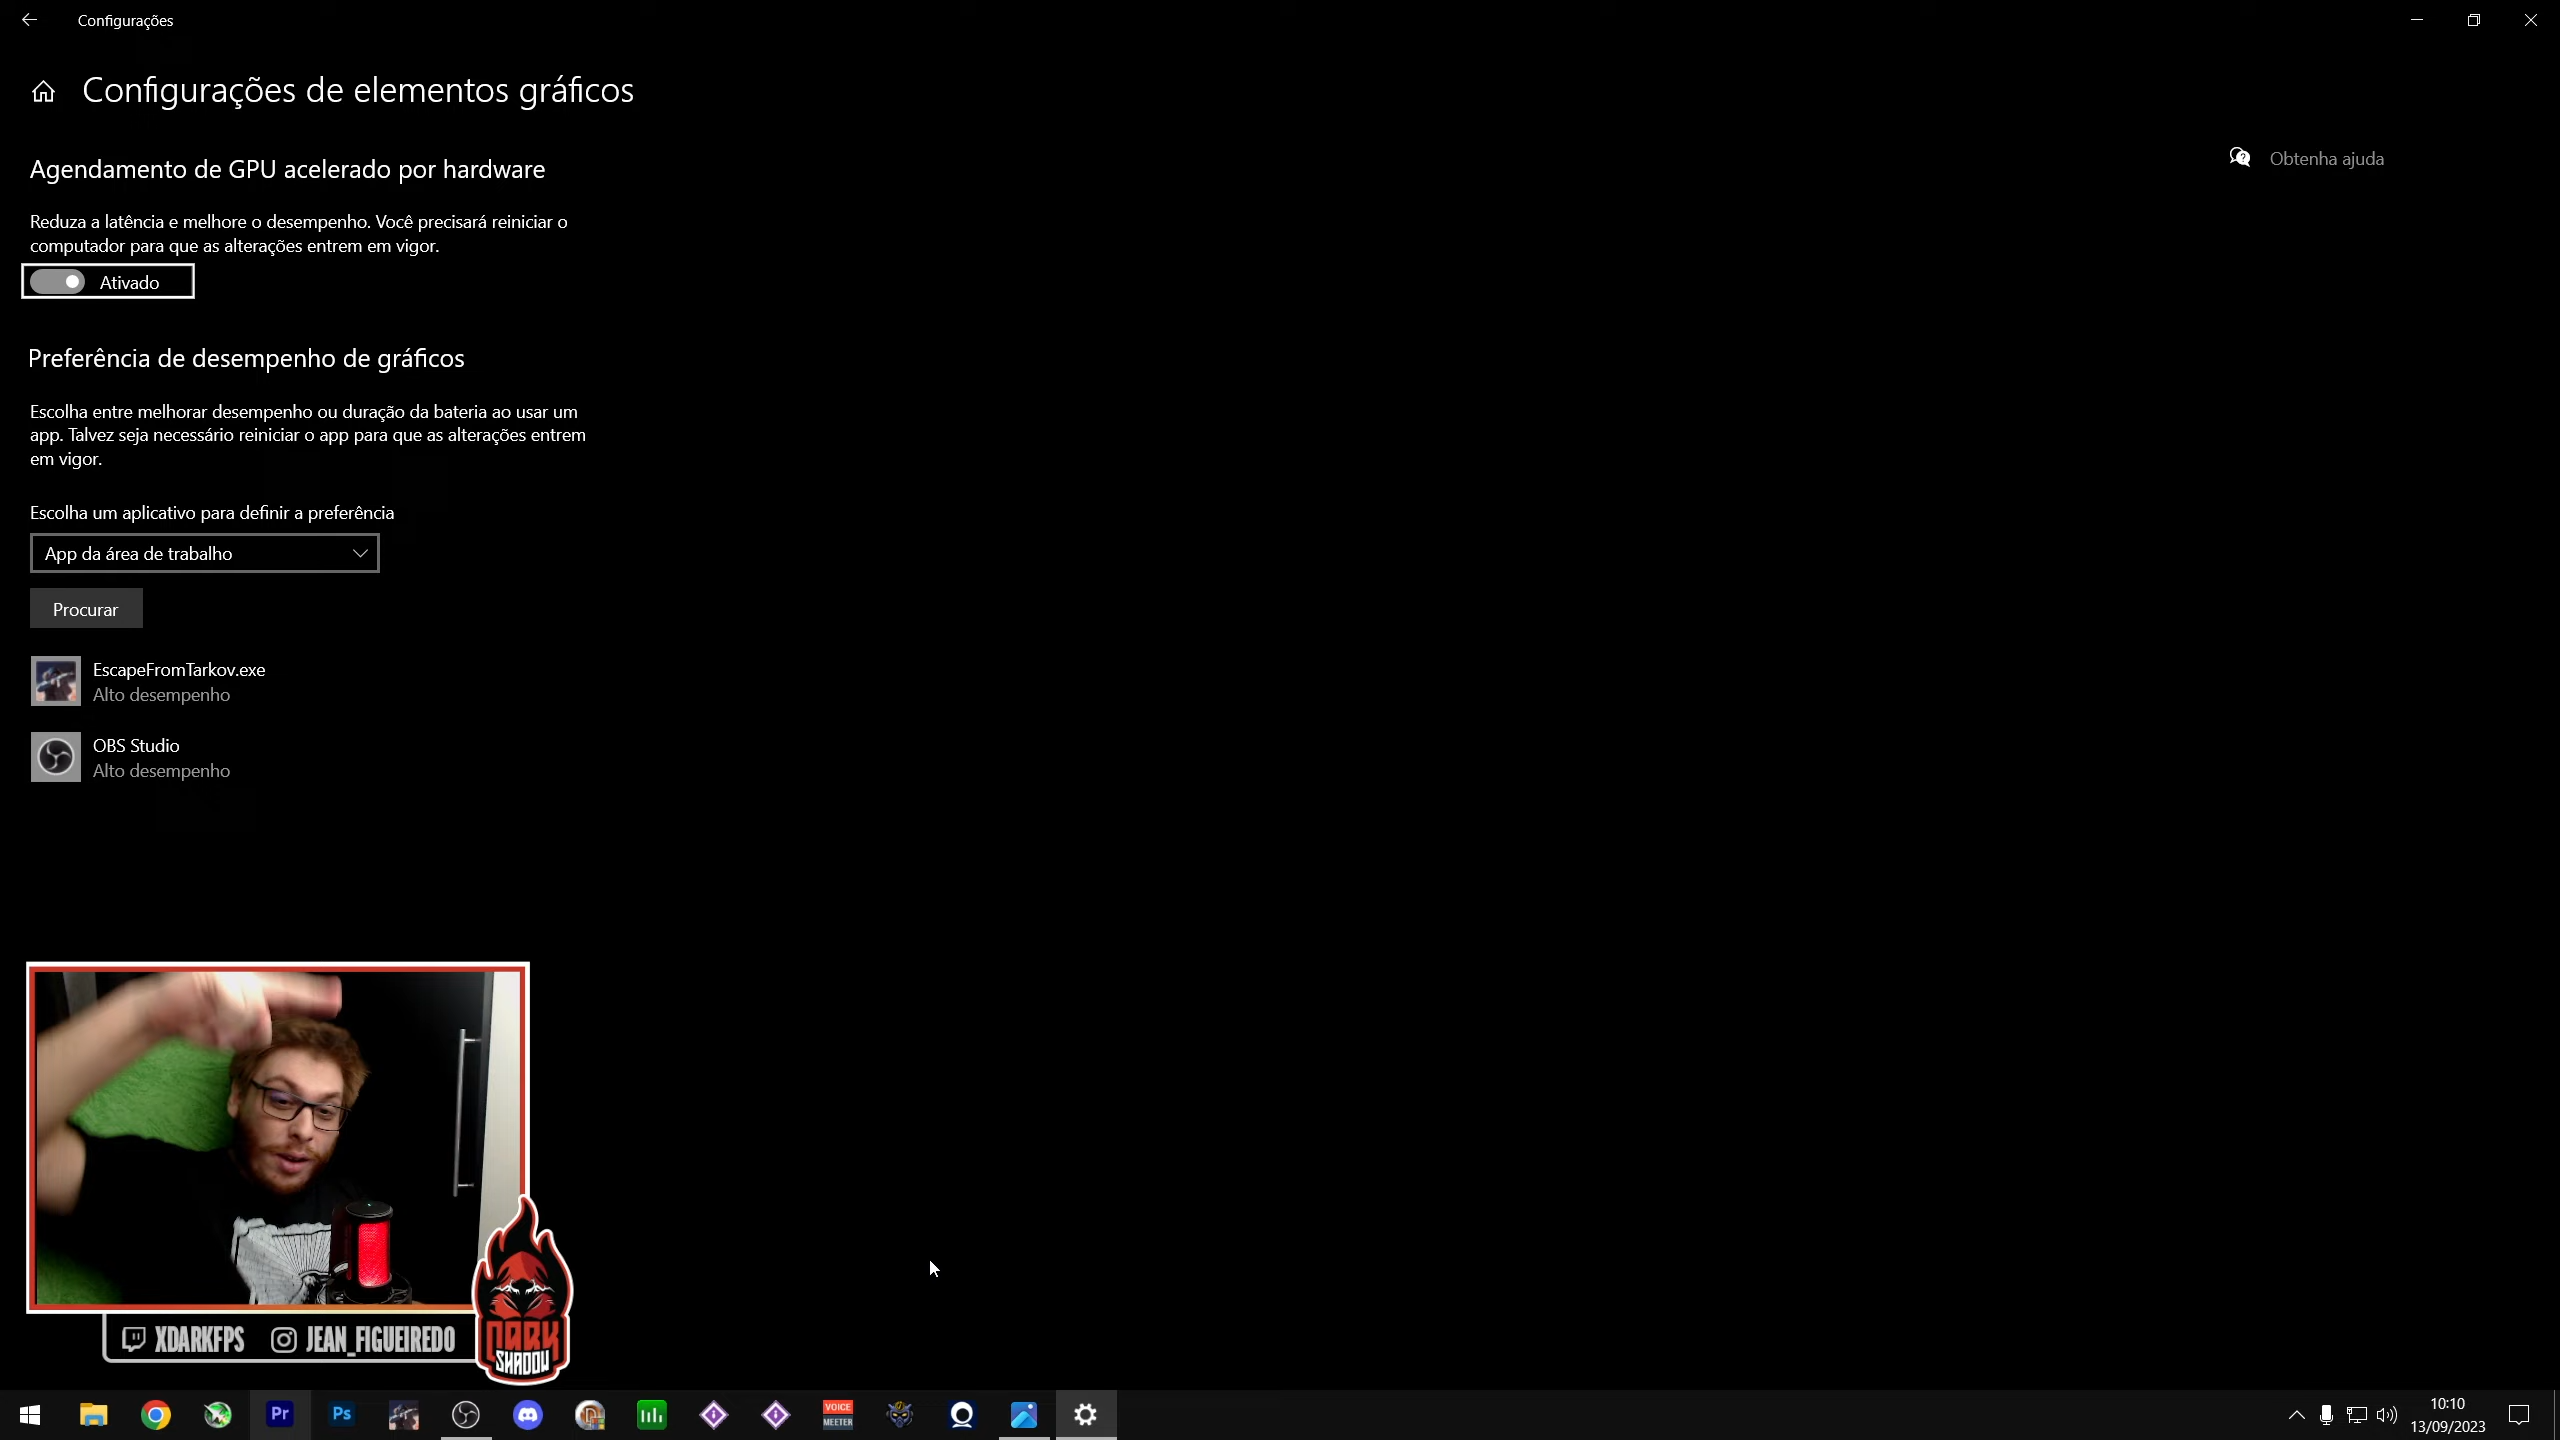 Configurações
Configurações de elementos gráficos
Agendamento de GPU acelerado por hardware
Obtenha ajuda
Reduza a latência e melhore o desempenho. Você precisará reiniciar o
computador para que as alterações entrem em vigor.
Ativado
Preferência de desempenho de gráficos
Escolha entre melhorar desempenho ou duração da bateria ao usar um
app. Talvez seja necessário reiniciar o app para que as alterações entrem
em vigor.
Escolha um aplicativo para definir a preferência
App da área de trabalho
Procurar
EscapeFromTarkov.exe
Alto desempenho
OBS Studio
Alto desempenho
XDARKFPS JEAN_FIGUEIREDO
DARK
SHADOW
Pr
Ps
VOICE
MEETER
10:10
13/09/2023